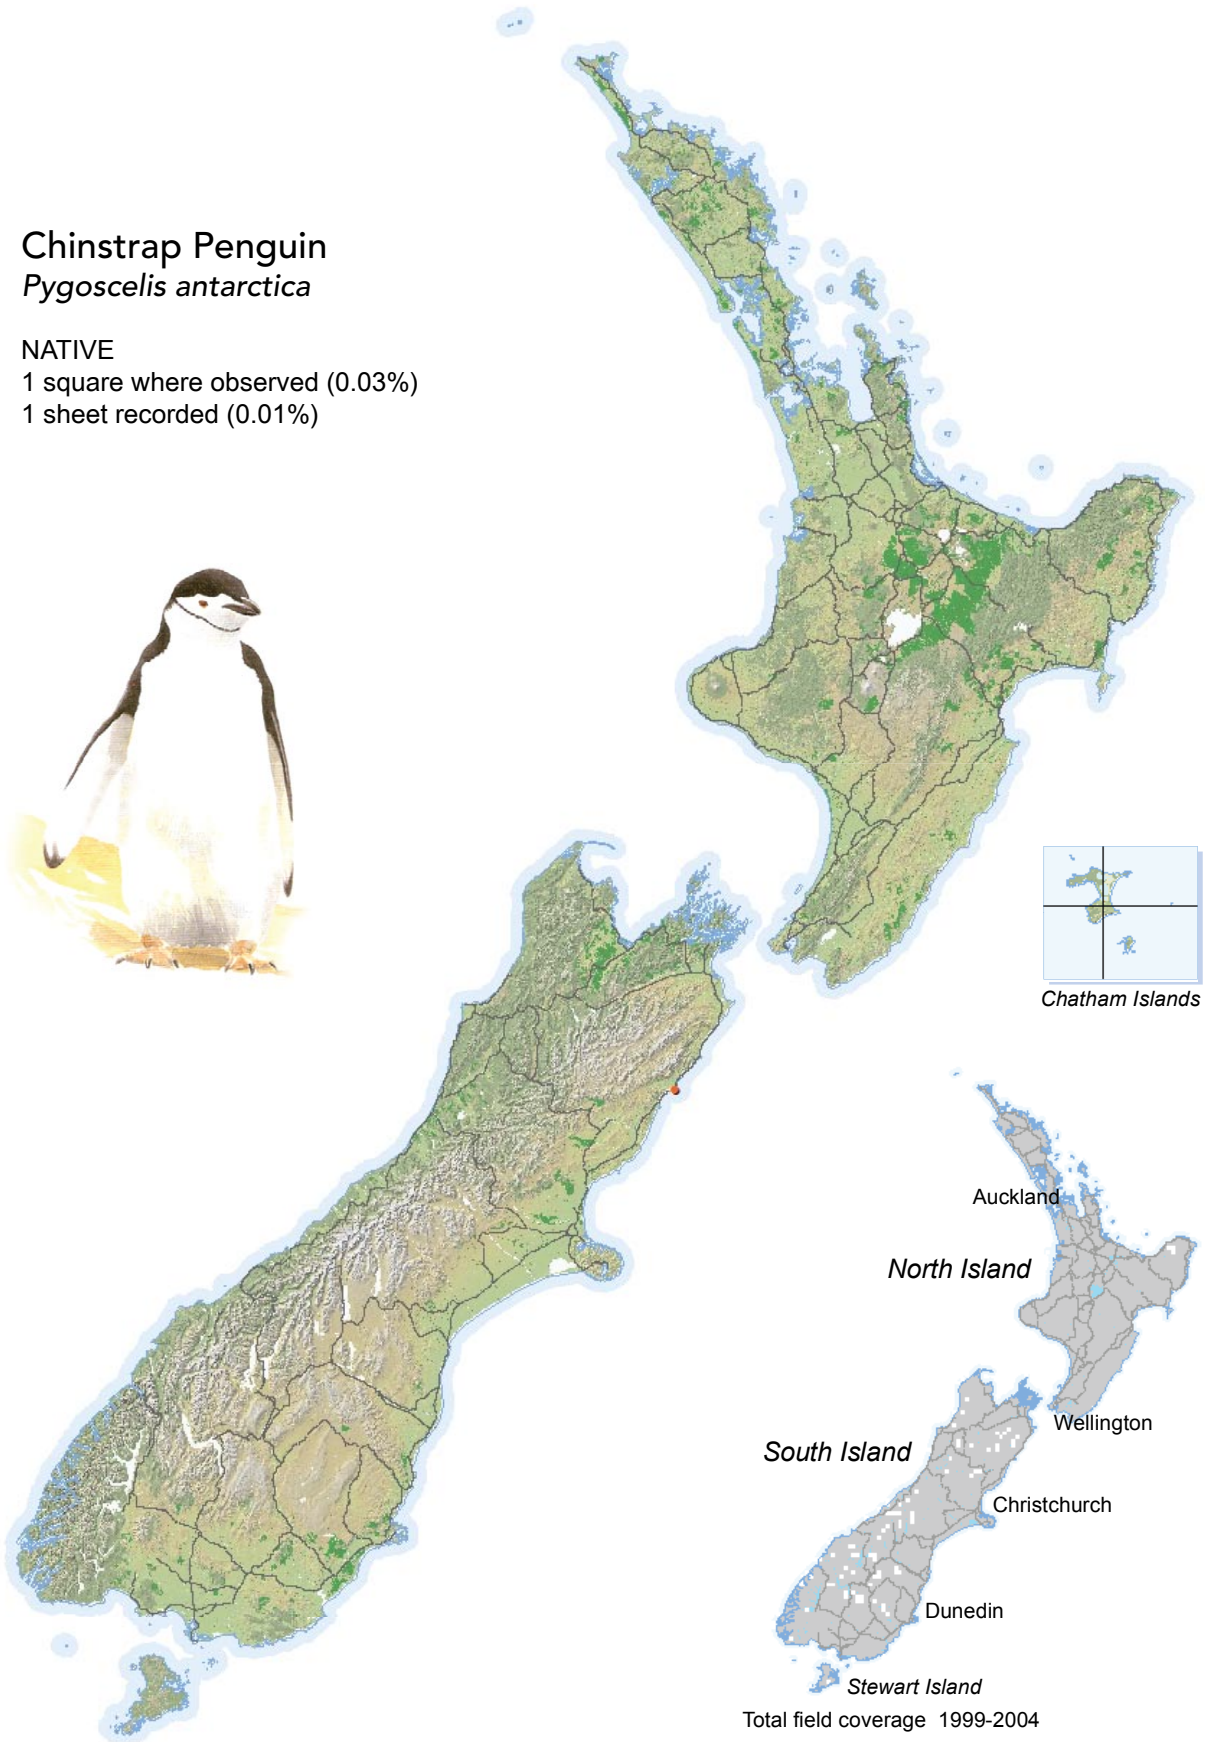 Chinstrap Penguin
Pygoscelis antarctica
NATIVE
1 square where observed (0.03%)
1 sheet recorded (0.01%)
Chatham Islands
Auckland
North Island
Wellington
South Island
Christchurch
Dunedin
Stewart Island
Total field coverage 1999-2004